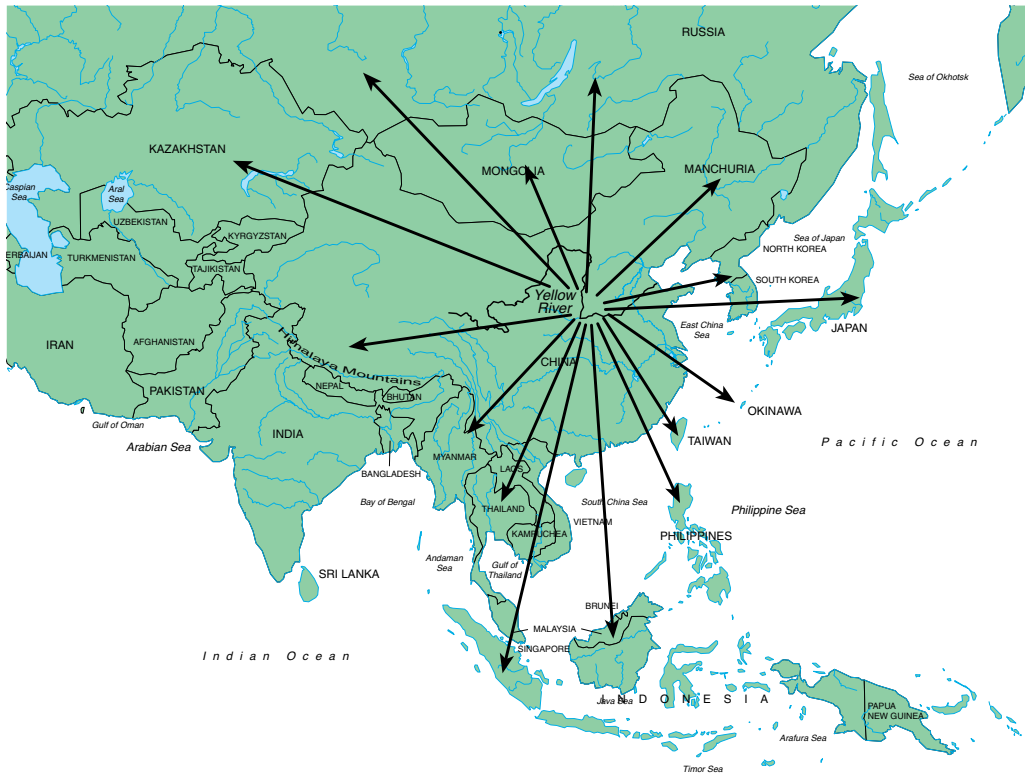 RUSSIA
Sea of Okhotsk
KAZAKHSTAN
MONGOLIA
MANCHURIA
Caspian
Sea
Aral
Sea
UZBEKISTAN
KYRGYZSTAN
Sea of Japan
NORTH KOREA
ERBAIJAN
TURKMENISTAN
TAJIKISTAN
SOUTH KOREA
Yellow
River
East China
Sea
JAPAN
IRAN
AFGHANISTAN
Himalaya Mountains
CHINA
PAKISTAN
NEPAL
BHUTAN
OKINAWA
Gulf of Oman
INDIA
TAIWAN
Pacific Ocean
Arabian Sea
MYANMAR
BANGLADESH
LAOS
Bay of Bengal
South China Sea
THAILAND
Philippine Sea
VIETNAM
KAMPUCHEA
PHILIPPINES
Andaman
Sea
Gulf of
Thailand
SRI LANKA
BRUNEI
MALAYSIA
SINGAPORE
Indian Ocean
INDONESIA
Java Sea
PAPUA
NEW GUINEA
Arafura Sea
Timor Sea